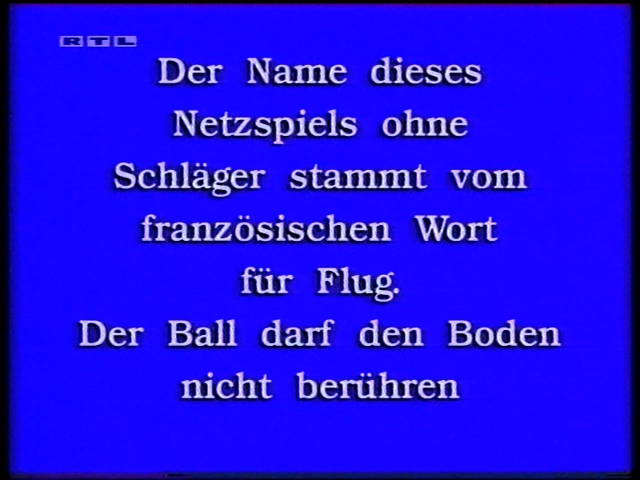 RTL
Der Name dieses
Netzspiels ohne
Schläger stammt vom
französischen Wort
für Flug.
Der Ball darf den Boden
nicht berühren